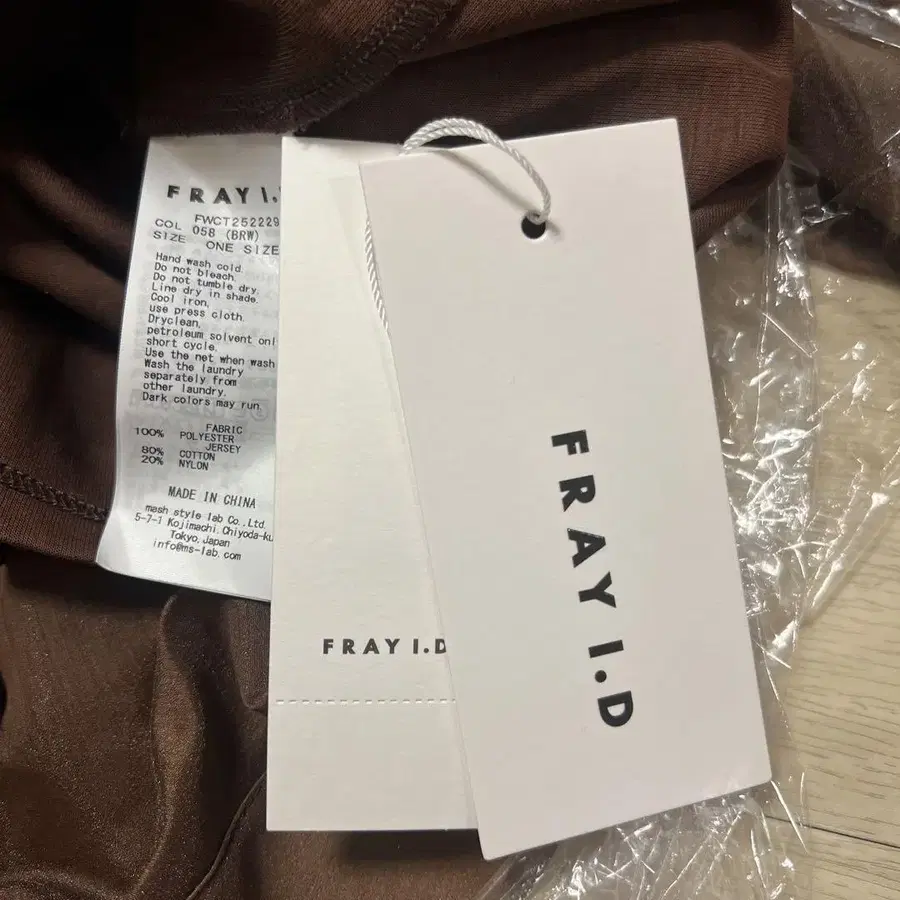 FRAY I.
FWCT252229
COL 058 (BRW)
SIZE ONE SIZE
Hand wash cold.
Do not bleach.
Do not tumble dry.
Line dry in shade.
Cool iron,
use press cloth.
Dryclean,
petroleum solvent onl
short cycle.
Use the net when wash
Wash the laundry
separately from
other laundry.
Dark colors may run.
FABRIC
100% POLYESTER
JERSEY
80% COTTON
20% NYLON
MADE IN CHINA
mash style lab Co.,Ltd.
5-7-1 Kojimachi,Chiyoda-ku
Tokyo,Japan
info@ms-lab.com
FRAY I.D
FRAY I.D